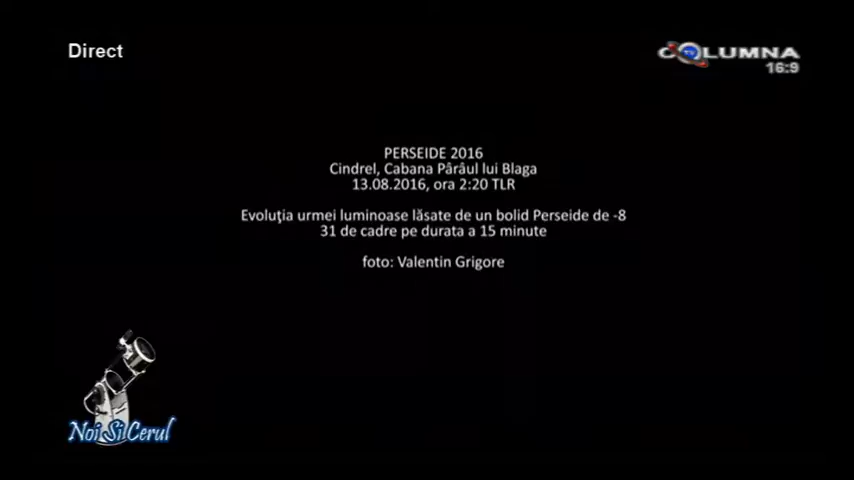 Direct
COLUMNA
TV
16:9
PERSEIDE 2016
Cindrel, Cabana Pârâul lui Blaga
13.08.2016, ora 2:20 TLR
Evoluţia urmei luminoase lăsate de un bolid Perseide de -8
31 de cadre pe durata a 15 minute
foto: Valentin Grigore
Noi Si Cerul